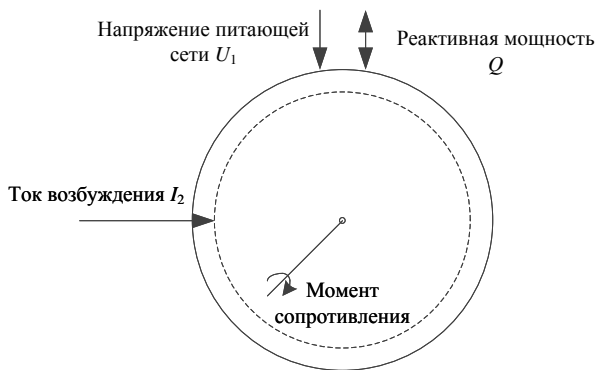 Напряжение питающей
сети U1
Реактивная мощность
Q
Ток возбуждения I2
Момент
сопротивления